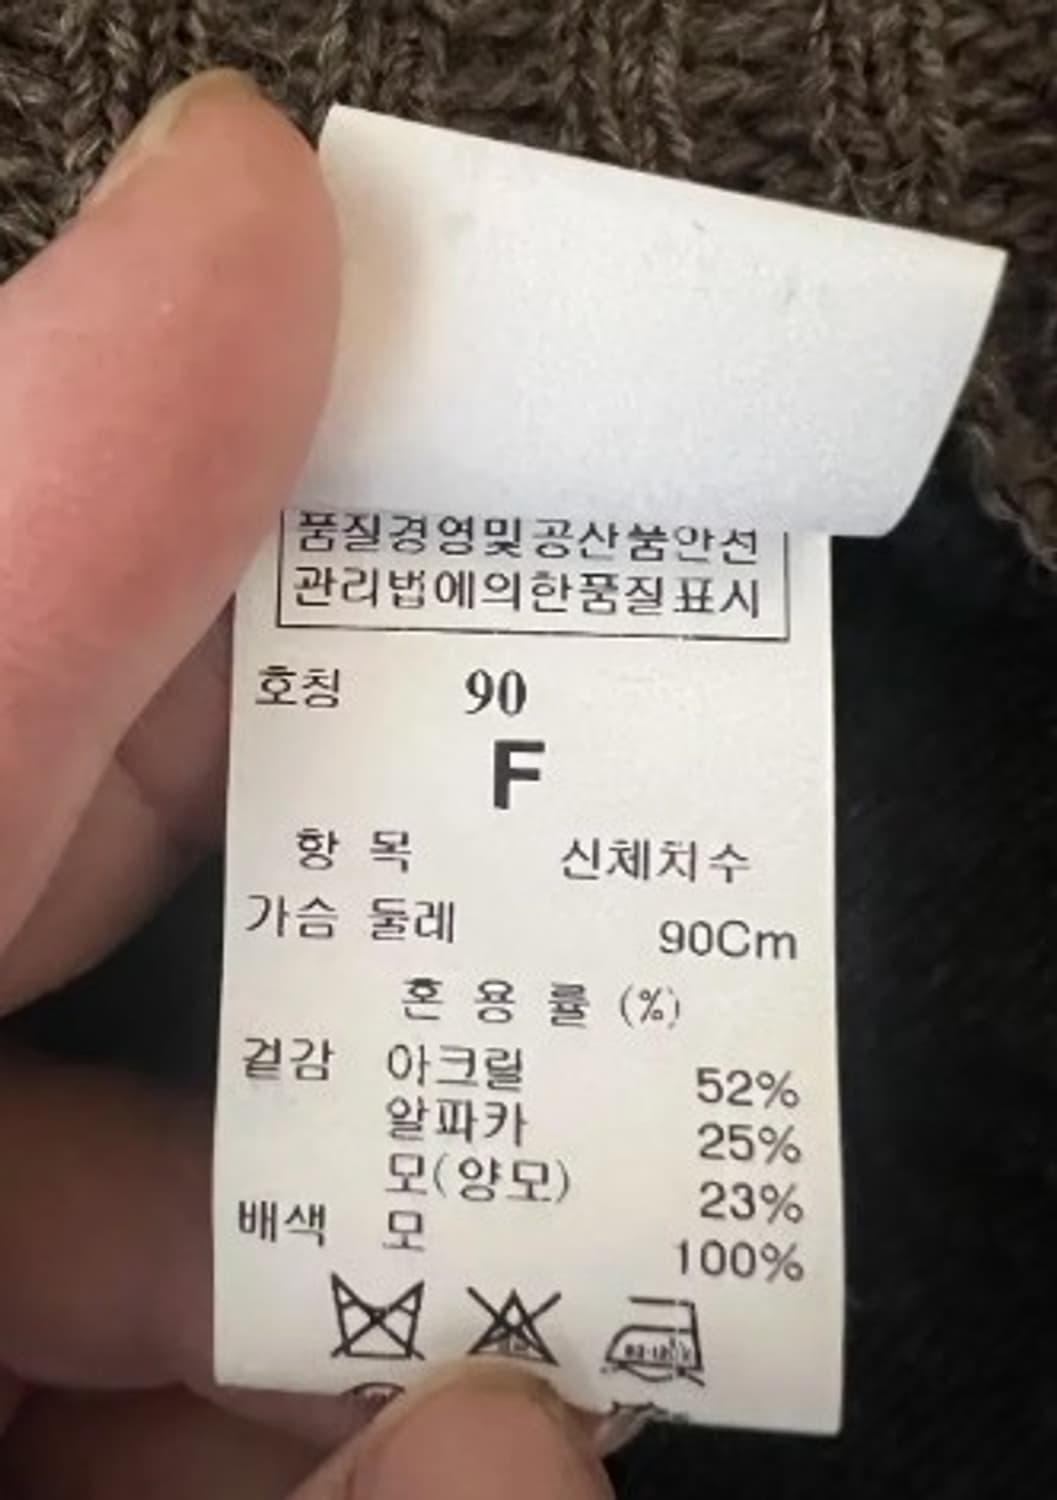 품질경영및공산품안전
관리법에의한품질표시
호칭 90
F
항 목 신체치수
가슴 둘레 90Cm
혼 용 률 (%)
겉감 아크릴 52%
알파카 25%
모(양모) 23%
배색 모 100%